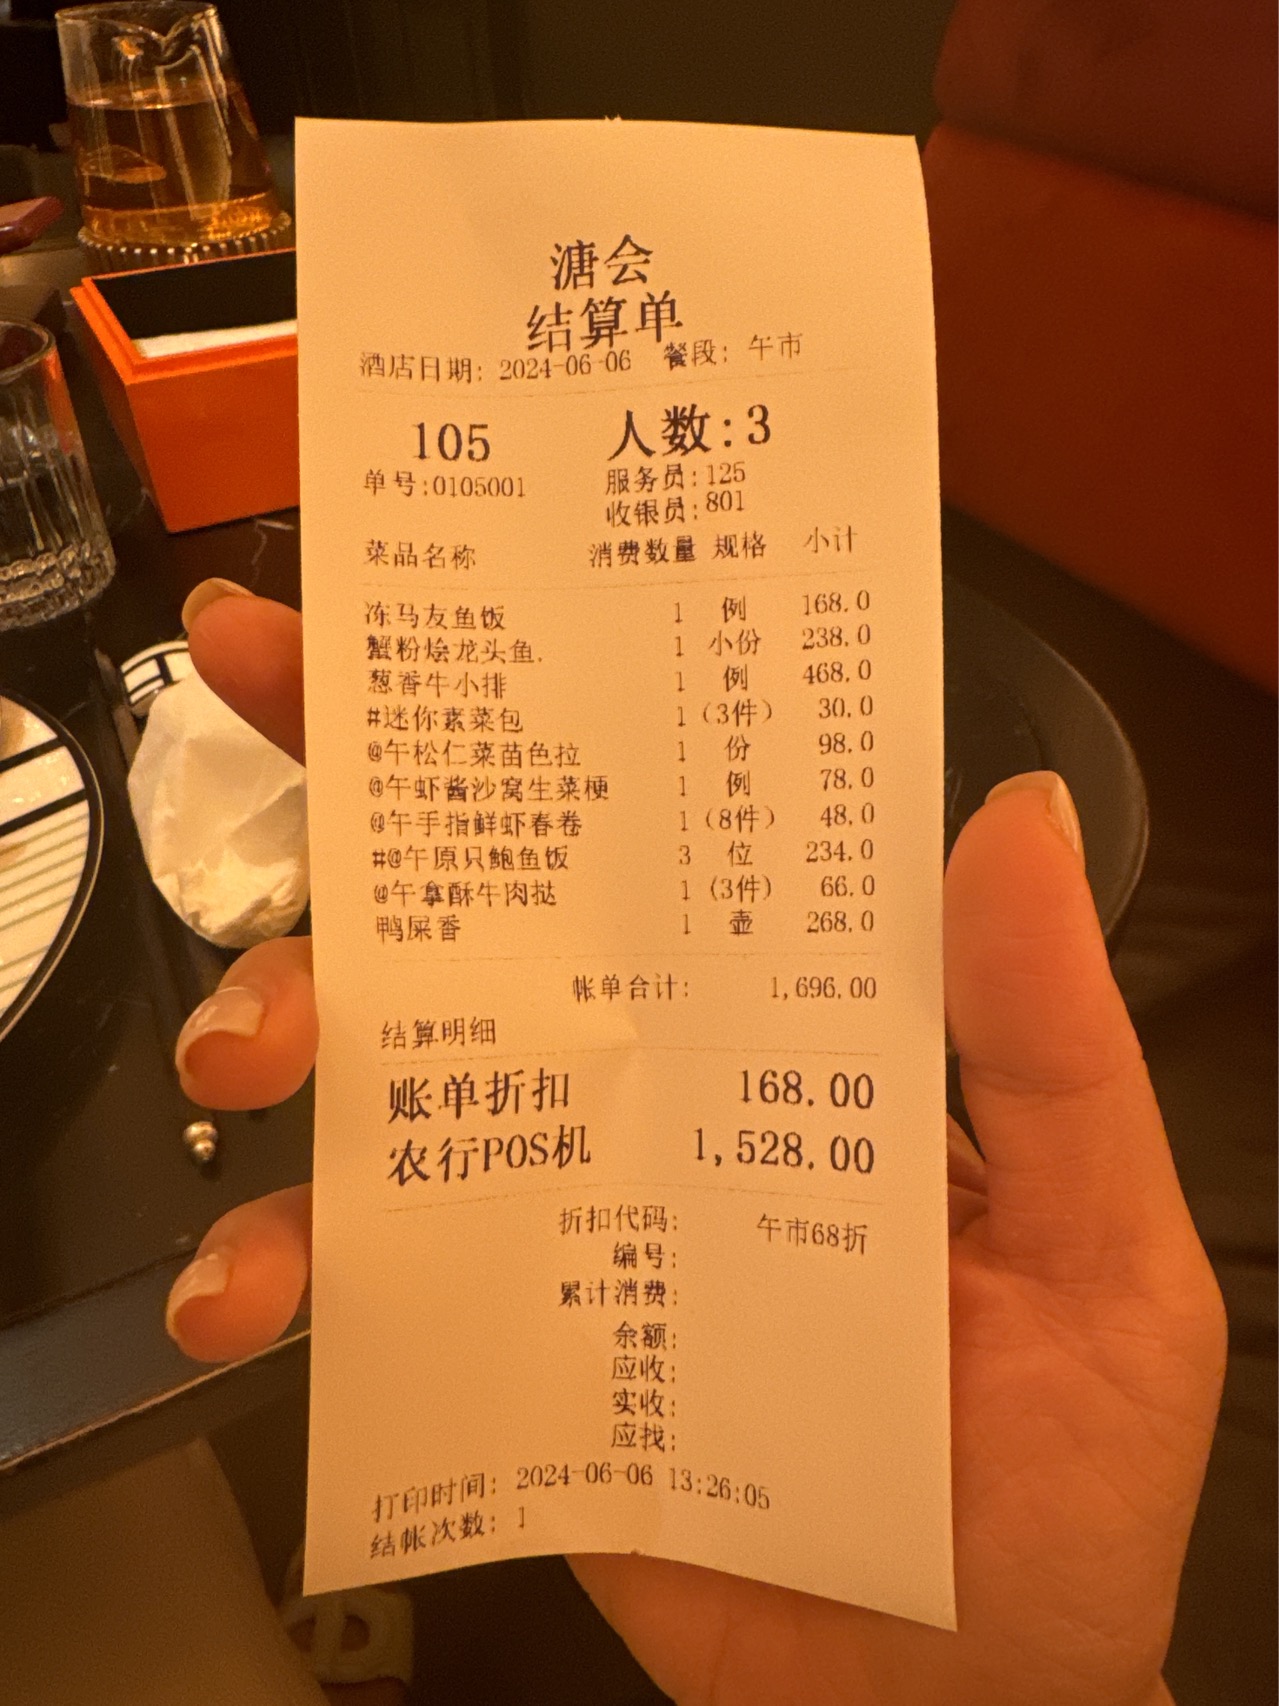 溏会
结算单
酒店日期: 2024-06-06 餐段: 午市
105 人数:3
单号:0105001 服务员:125
收银员:801
菜品名称 消费数量 规格 小计
冻马友鱼饭 1 例 168.0
蟹粉烩龙头鱼. 1 小份 238.0
葱香牛小排 1 例 468.0
#迷你素菜包 1 (3件) 30.0
@午松仁菜苗色拉 1 份 98.0
@午虾酱沙窝生菜梗 1 例 78.0
@午手指鲜虾春卷 1 (8件) 48.0
#@午原只鲍鱼饭 3 位 234.0
@午拿酥牛肉挞 1 (3件) 66.0
鸭屎香 1 壶 268.0
帐单合计: 1,696.00
结算明细
账单折扣 168.00
农行POS机 1,528.00
折扣代码: 午市68折
编号:
累计消费:
余额:
应收:
实收:
应找:
打印时间: 2024-06-06 13:26:05
结帐次数: 1